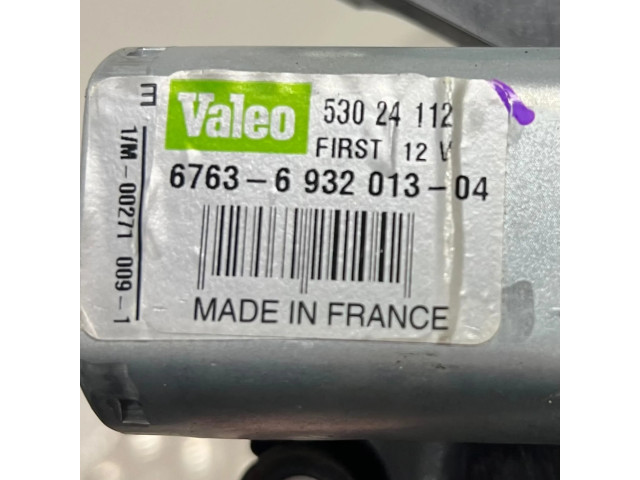 Valeo 530 24 112
FIRST 12 V
6763-6 932 013-04
MADE IN FRANCE
E
1/M-00271 009-1